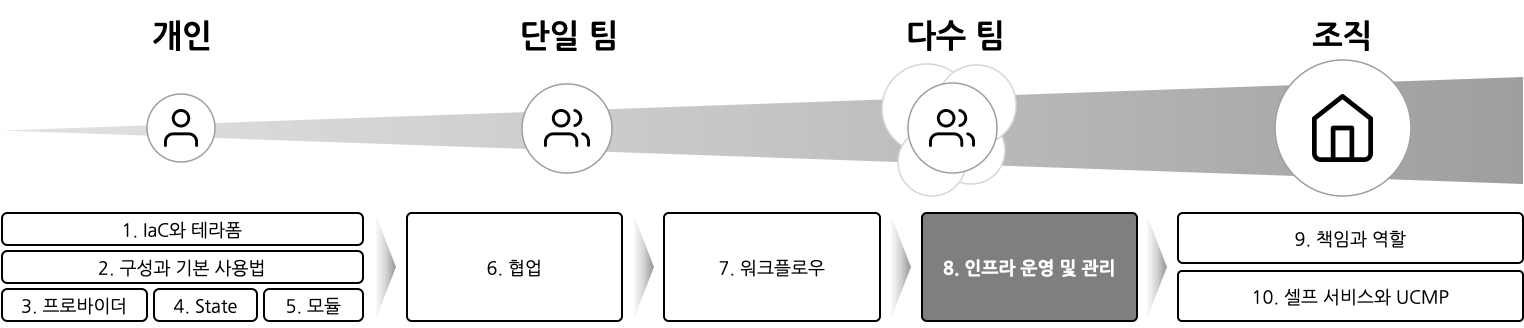 개인
단일 팀
다수 팀
조직
1. IaC와 테라폼
2. 구성과 기본 사용법
3. 프로바이더
4. State
5. 모듈
6. 협업
7. 워크플로우
8. 인프라 운영 및 관리
9. 책임과 역할
10. 셀프 서비스와 UCMP